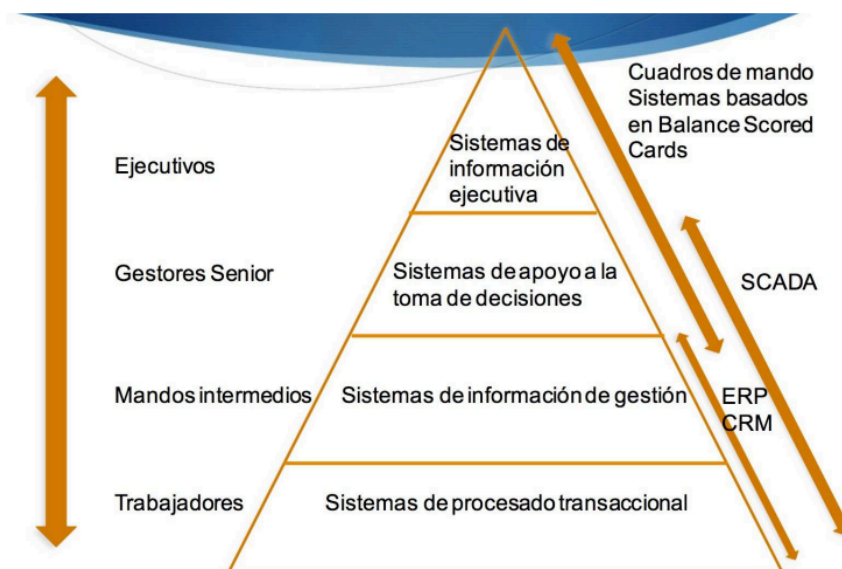 Cuadros de mando
Sistemas basados
en Balance Scored
Cards
Ejecutivos
Sistemas de
información
ejecutiva
Gestores Senior
Sistemas de apoyo a la
toma de decisiones
SCADA
Mandos intermedios
Sistemas de información de gestión
ERP
CRM
Trabajadores
Sistemas de procesado transaccional